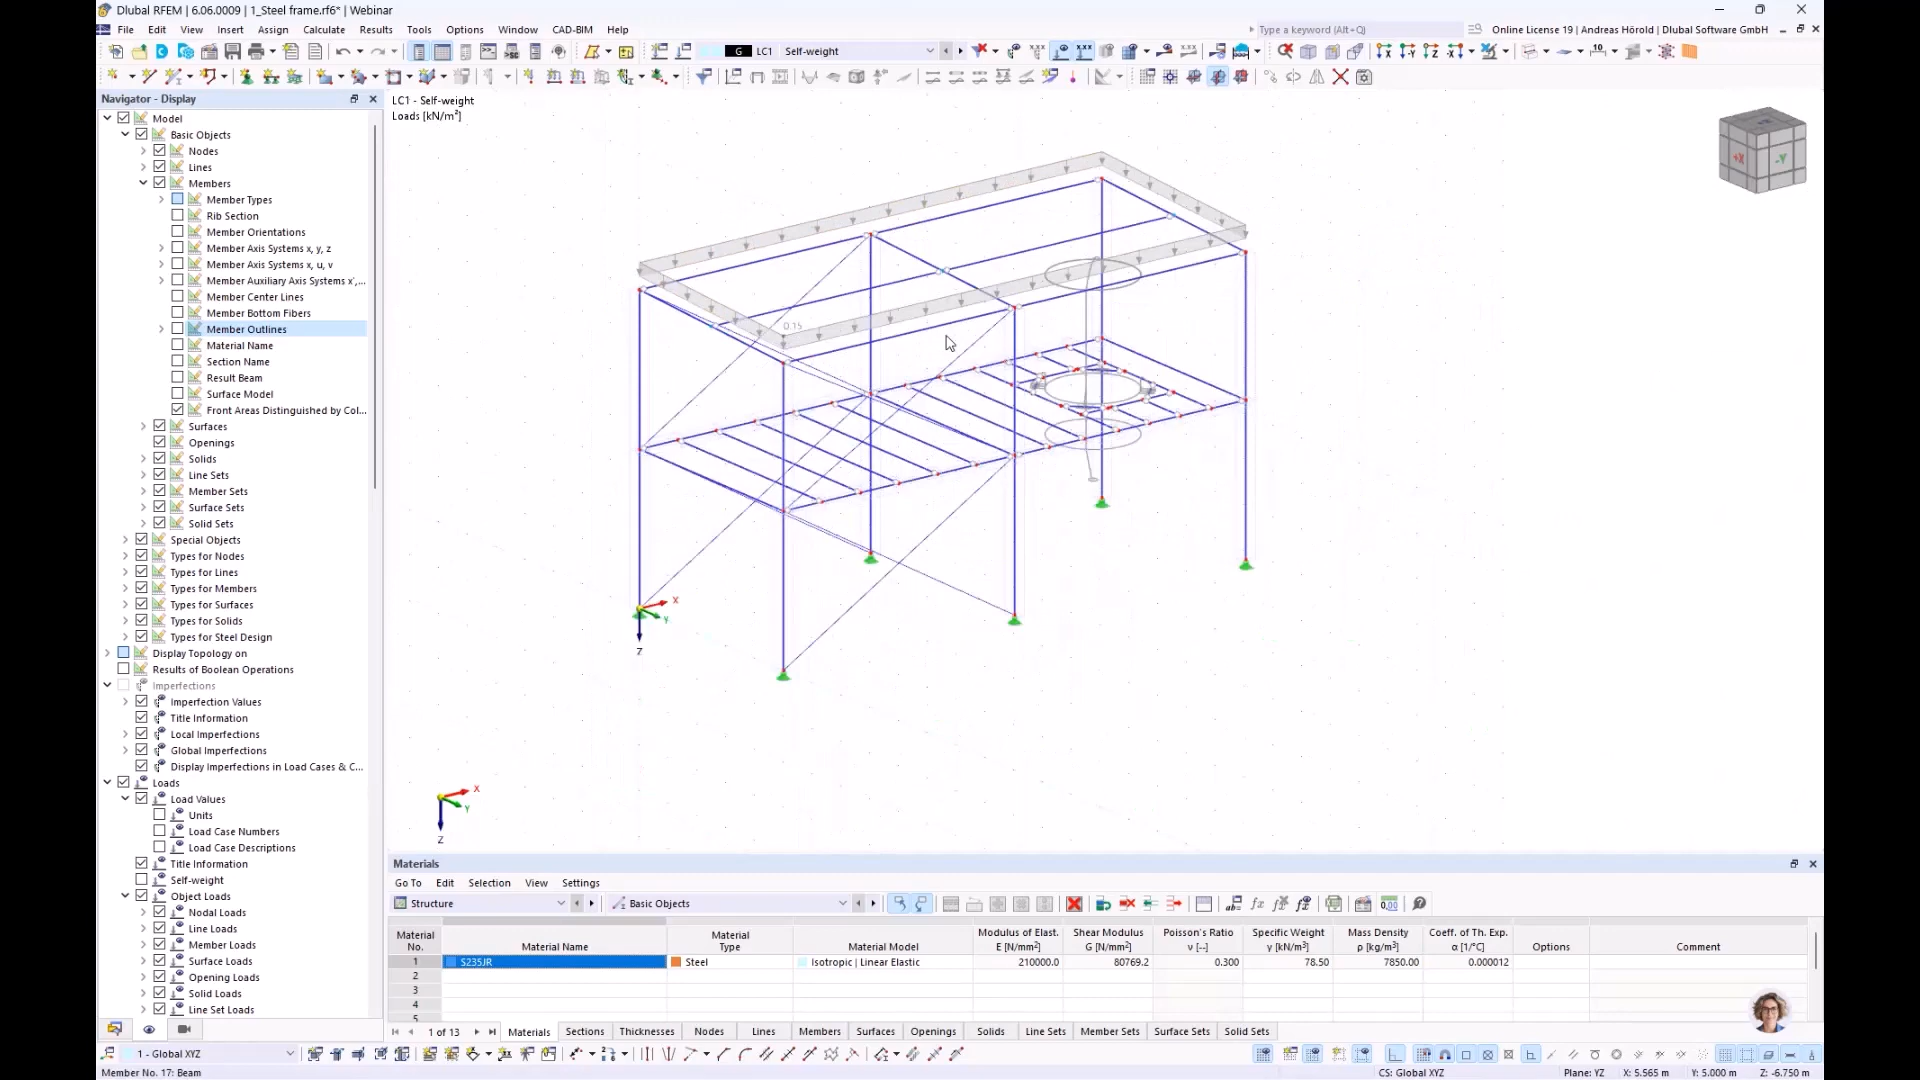 Dlubal RFEM | 6.06.0009 | 1_Steel frame.rf6* | Webinar
File Edit View Insert Assign Calculate Results Tools Options Window CAD-BIM Help
Type a keyword (Alt+Q)
Online License 19 | Andreas Hörold | Dlubal Software GmbH
G LC1 Self-weight
Navigator - Display
Model
Basic Objects
Nodes
Lines
Members
Member Types
Rib Section
Member Orientations
Member Axis Systems x, y, z
Member Axis Systems x, u, v
Member Auxiliary Axis Systems x',...
Member Center Lines
Member Bottom Fibers
Member Outlines
Material Name
Section Name
Result Beam
Surface Model
Front Areas Distinguished by Col...
Surfaces
Openings
Solids
Line Sets
Member Sets
Surface Sets
Solid Sets
Special Objects
Types for Nodes
Types for Lines
Types for Members
Types for Surfaces
Types for Solids
Types for Steel Design
Display Topology on
Results of Boolean Operations
Imperfections
Imperfection Values
Title Information
Local Imperfections
Global Imperfections
Display Imperfections in Load Cases & C...
Loads
Load Values
Units
Load Case Numbers
Load Case Descriptions
Title Information
Self-weight
Object Loads
Nodal Loads
Line Loads
Member Loads
Surface Loads
Opening Loads
Solid Loads
Line Set Loads
LC1 - Self-weight
Loads [kN/m²]
0.15
+X -Y
X
Y
Z
X
Y
Z
Materials
Go To Edit Selection View Settings
Structure Basic Objects
Material No. Material Name Material Type Material Model Modulus of Elast. E [N/mm²] Shear Modulus G [N/mm²] Poisson's Ratio ν [--] Specific Weight γ [kN/m³] Mass Density ρ [kg/m³] Coeff. of Th. Exp. α [1/°C] Options Comment
1 S235JR Steel Isotropic | Linear Elastic 210000.0 80769.2 0.300 78.50 7850.00 0.000012
2
3
4
5
1 of 13 Materials Sections Thicknesses Nodes Lines Members Surfaces Openings Solids Line Sets Member Sets Surface Sets Solid Sets
1 - Global XYZ
Member No. 17: Beam
CS: Global XYZ Plane: YZ X: 5.565 m Y: 5.000 m Z: -6.750 m